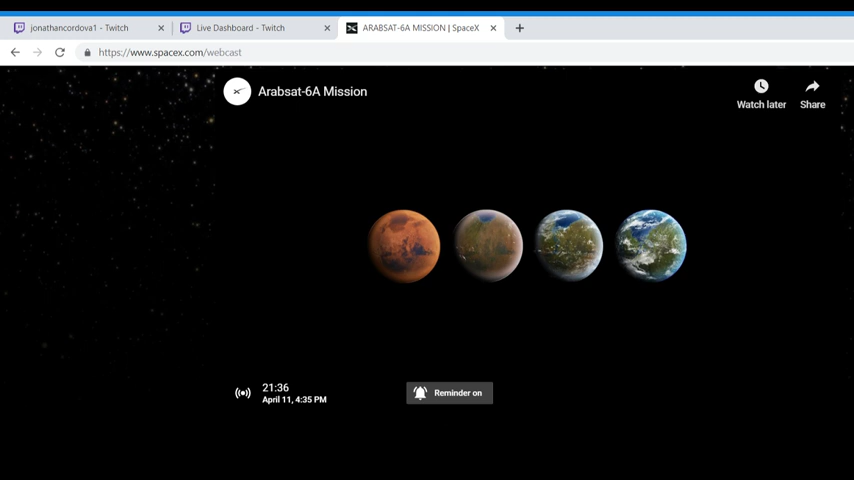 jonathancordova1 - Twitch
Live Dashboard - Twitch
ARABSAT-6A MISSION | SpaceX
https://www.spacex.com/webcast
Arabsat-6A Mission
Watch later
Share
21:36
April 11, 4:35 PM
Reminder on